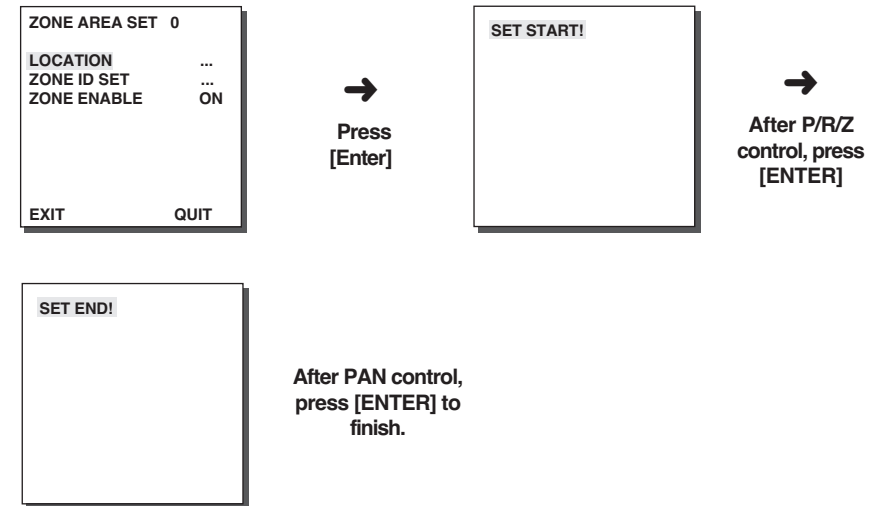 ZONE AREA SET 0
LOCATION ...
ZONE ID SET ...
ZONE ENABLE ON
EXIT QUIT
➔
Press
[Enter]
SET START!
➔
After P/R/Z
control, press
[ENTER]
SET END!
After PAN control,
press [ENTER] to
finish.